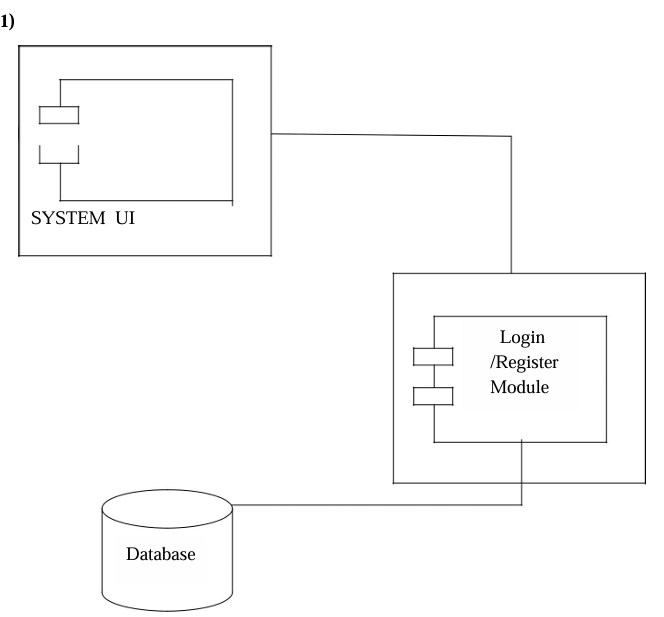 1)
SYSTEM UI
Login
/Register
Module
Database